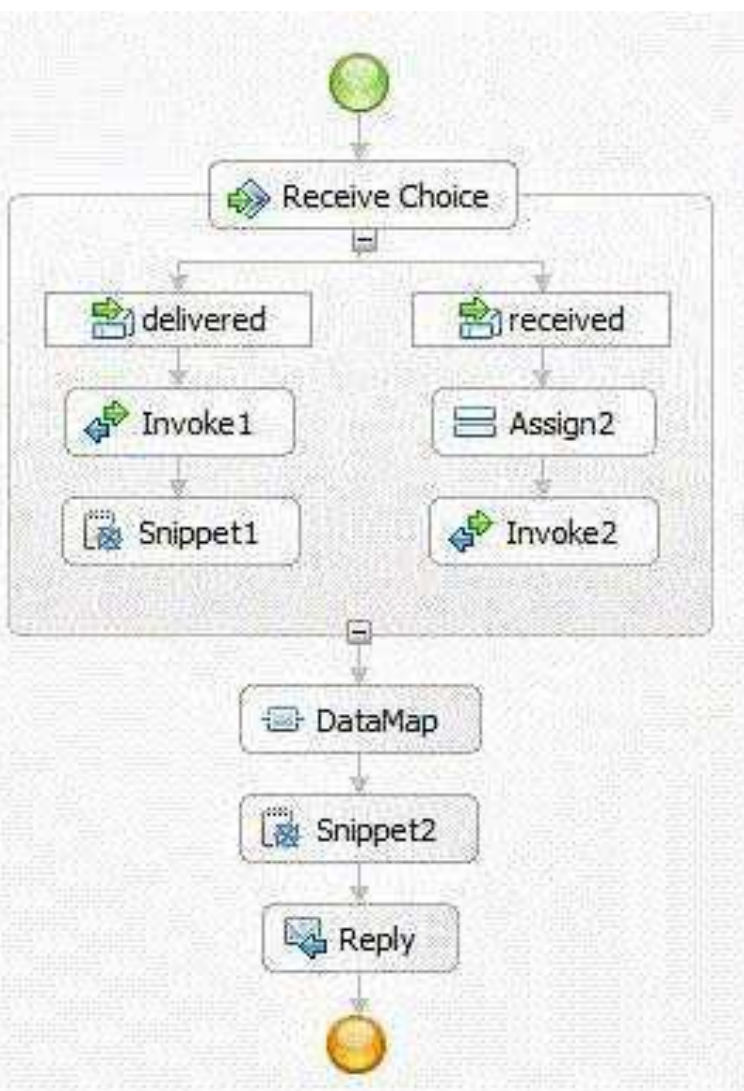 Receive Choice
delivered
received
Invoke1
Assign2
Snippet1
Invoke2
DataMap
Snippet2
Reply